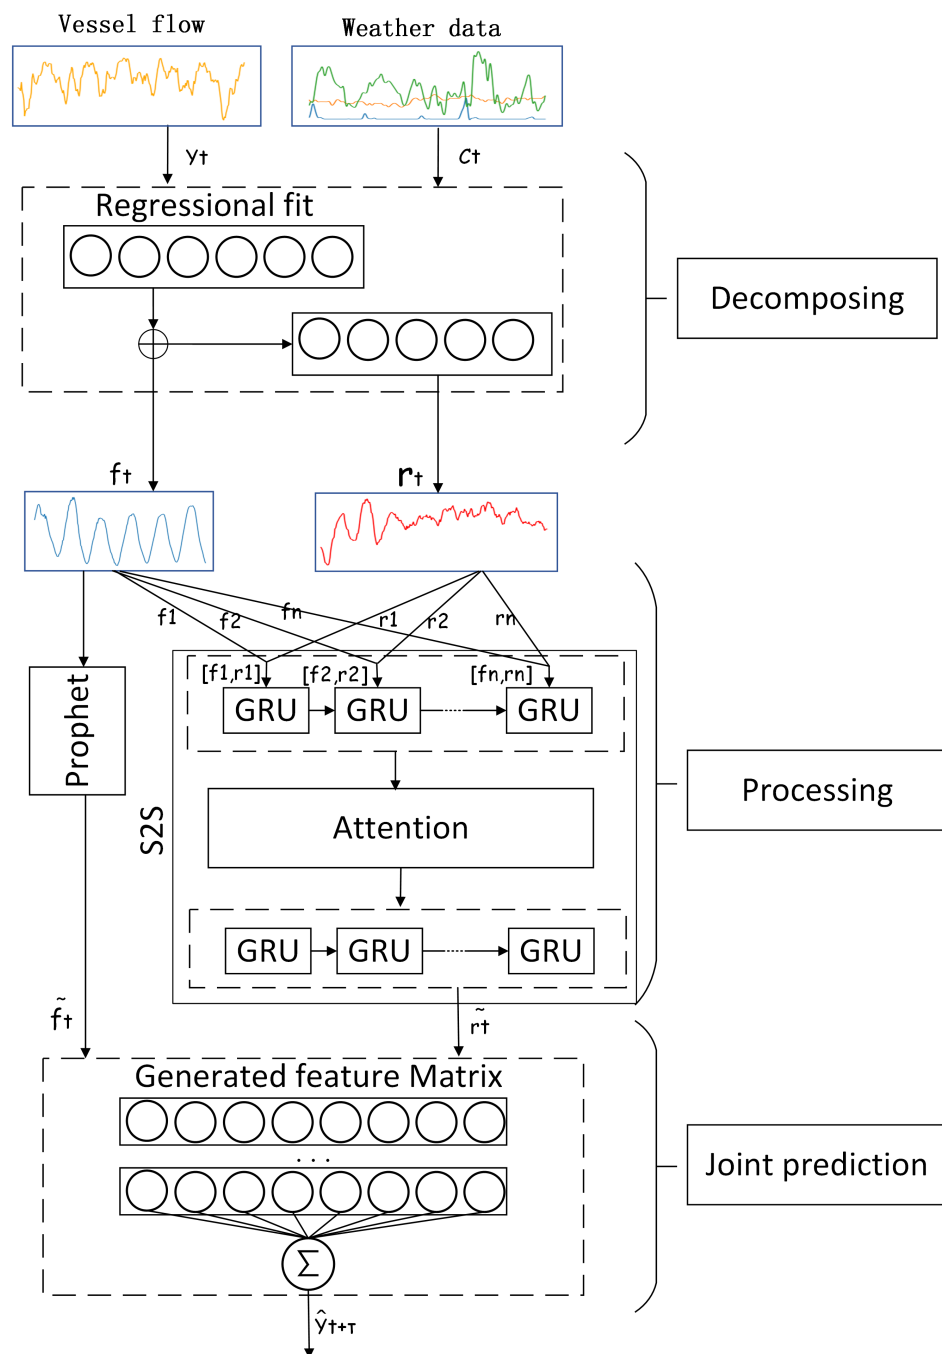 Vessel flow
Weather data
yt
Ct
Regressional fit
Decomposing
ft
rt
f1
f2
fn
r1
r2
rn
[f1,r1]
[f2,r2]
[fn,rn]
GRU
GRU
GRU
Prophet
Processing
S2S
Attention
GRU
GRU
GRU
f̃t
r̃t
Generated feature Matrix
...
Joint prediction
Σ
ŷt+τ